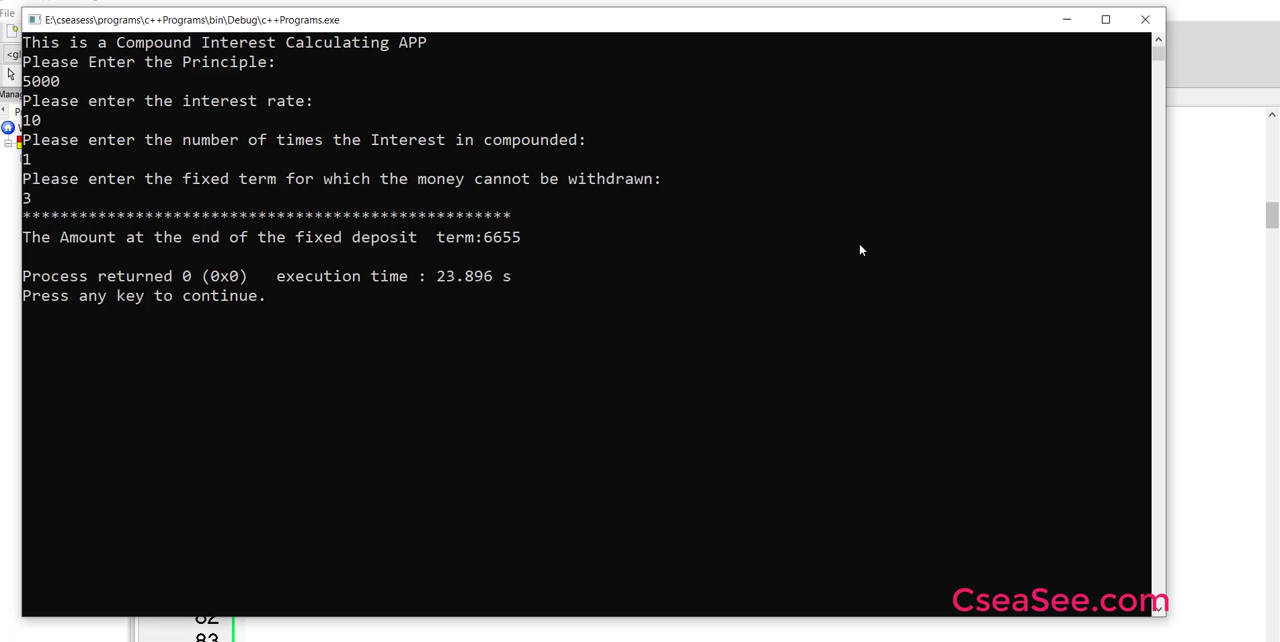 File
E:\cseasess\programs\c++Programs\bin\Debug\c++Programs.exe
<gl
Mana
P
This is a Compound Interest Calculating APP
Please Enter the Principle:
5000
Please enter the interest rate:
10
Please enter the number of times the Interest in compounded:
1
Please enter the fixed term for which the money cannot be withdrawn:
3
****************************************************
The Amount at the end of the fixed deposit  term:6655
Process returned 0 (0x0)   execution time : 23.896 s
Press any key to continue.
CseaSee.com
82
83